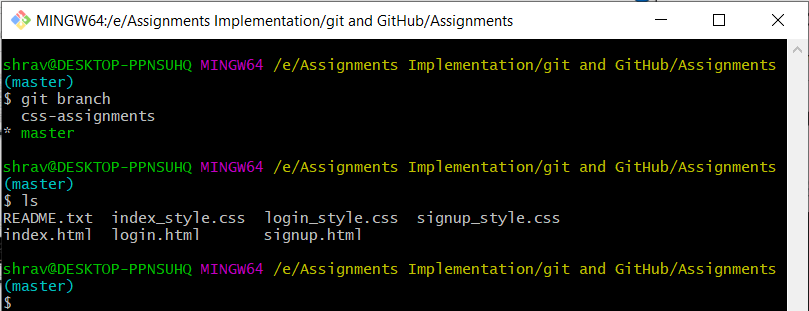 MINGW64:/e/Assignments Implementation/git and GitHub/Assignments
shrav@DESKTOP-PPNSUHQ MINGW64 /e/Assignments Implementation/git and GitHub/Assignments
(master)
$ git branch
  css-assignments
* master
shrav@DESKTOP-PPNSUHQ MINGW64 /e/Assignments Implementation/git and GitHub/Assignments
(master)
$ ls
README.txt  index_style.css  login_style.css  signup_style.css
index.html  login.html       signup.html
shrav@DESKTOP-PPNSUHQ MINGW64 /e/Assignments Implementation/git and GitHub/Assignments
(master)
$